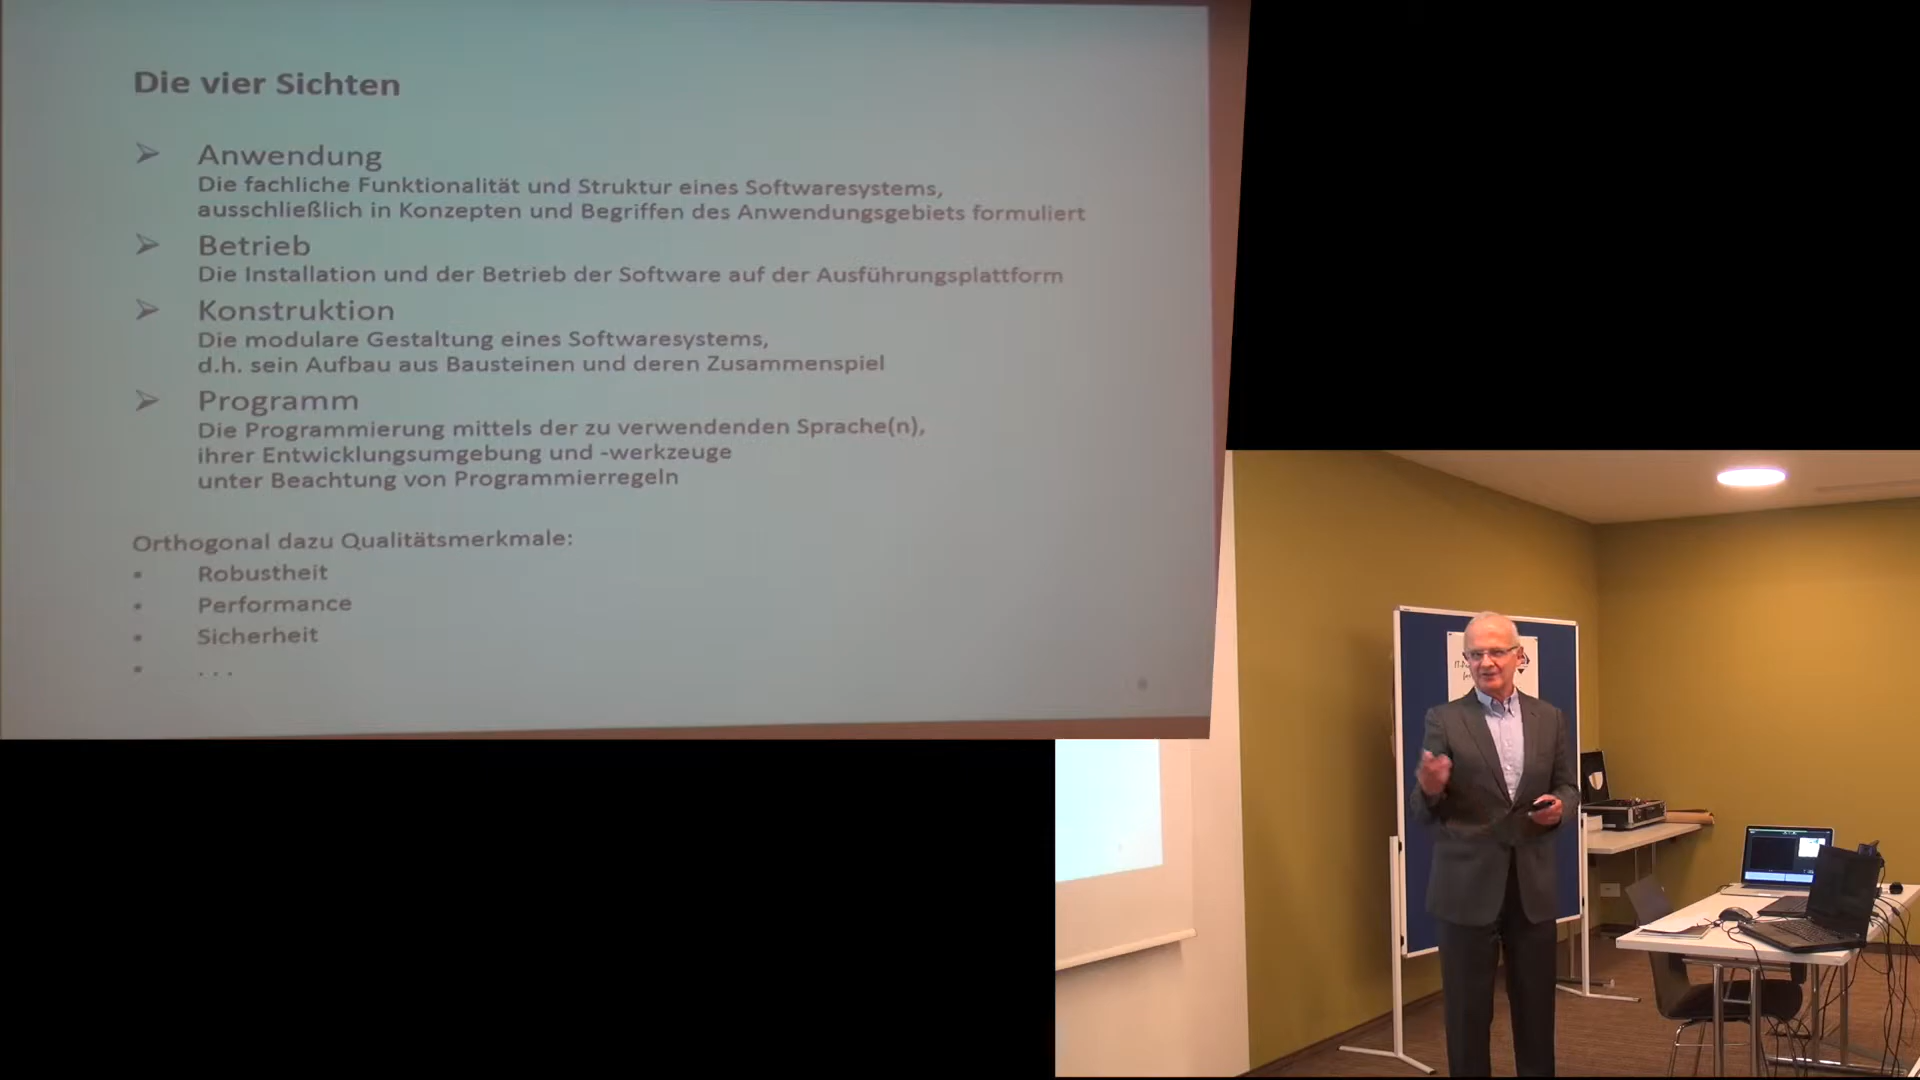 Die vier Sichten
➢ Anwendung
Die fachliche Funktionalität und Struktur eines Softwaresystems,
ausschließlich in Konzepten und Begriffen des Anwendungsgebiets formuliert
➢ Betrieb
Die Installation und der Betrieb der Software auf der Ausführungsplattform
➢ Konstruktion
Die modulare Gestaltung eines Softwaresystems,
d.h. sein Aufbau aus Bausteinen und deren Zusammenspiel
➢ Programm
Die Programmierung mittels der zu verwendenden Sprache(n),
ihrer Entwicklungsumgebung und -werkzeuge
unter Beachtung von Programmierregeln
Orthogonal dazu Qualitätsmerkmale:
▪ Robustheit
▪ Performance
▪ Sicherheit
▪ . . .